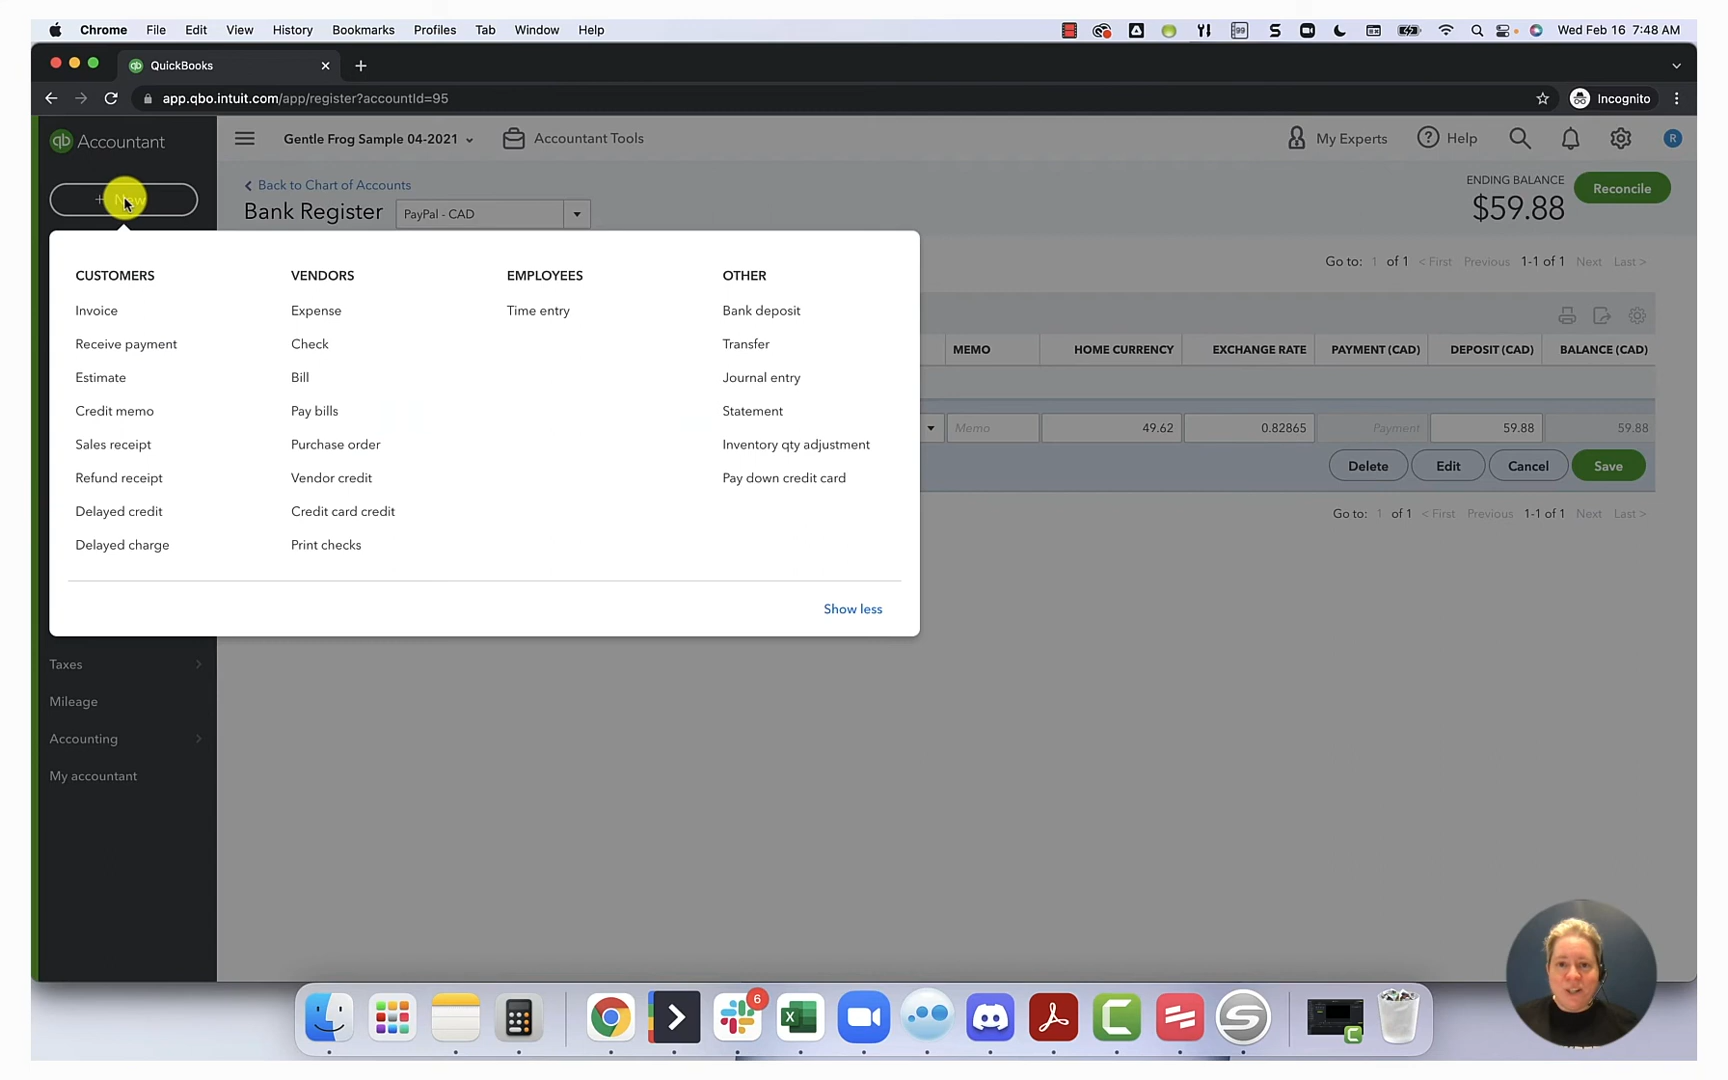 Chrome File Edit View History Bookmarks Profiles Tab Window Help Wed Feb 16 7:48 AM
QuickBooks
app.qbo.intuit.com/app/register?accountId=95 Incognito
qb Accountant Gentle Frog Sample 04-2021 Accountant Tools My Experts Help R
+ New
Back to Chart of Accounts
Bank Register PayPal - CAD
ENDING BALANCE
$59.88
Reconcile
Go to: 1 of 1 < First Previous 1-1 of 1 Next Last >
CUSTOMERS VENDORS EMPLOYEES OTHER
Invoice Expense Time entry Bank deposit
Receive payment Check Transfer
Estimate Bill Journal entry
Credit memo Pay bills Statement
Sales receipt Purchase order Inventory qty adjustment
Refund receipt Vendor credit Pay down credit card
Delayed credit Credit card credit
Delayed charge Print checks
Show less
MEMO HOME CURRENCY EXCHANGE RATE PAYMENT (CAD) DEPOSIT (CAD) BALANCE (CAD)
Memo 49.62 0.82865 Payment 59.88 59.88
Delete Edit Cancel Save
Go to: 1 of 1 < First Previous 1-1 of 1 Next Last >
Taxes
Mileage
Accounting
My accountant
6